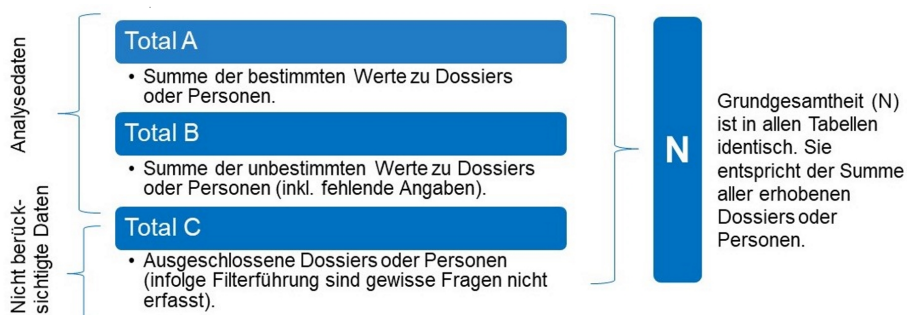 Analysedaten
Total A
• Summe der bestimmten Werte zu Dossiers
oder Personen.
Total B
• Summe der unbestimmten Werte zu Dossiers
oder Personen (inkl. fehlende Angaben).
Nicht berück-
sichtigte Daten
Total C
• Ausgeschlossene Dossiers oder Personen
(infolge Filterführung sind gewisse Fragen nicht
erfasst).
N
Grundgesamtheit (N)
ist in allen Tabellen
identisch. Sie
entspricht der Summe
aller erhobenen
Dossiers oder
Personen.